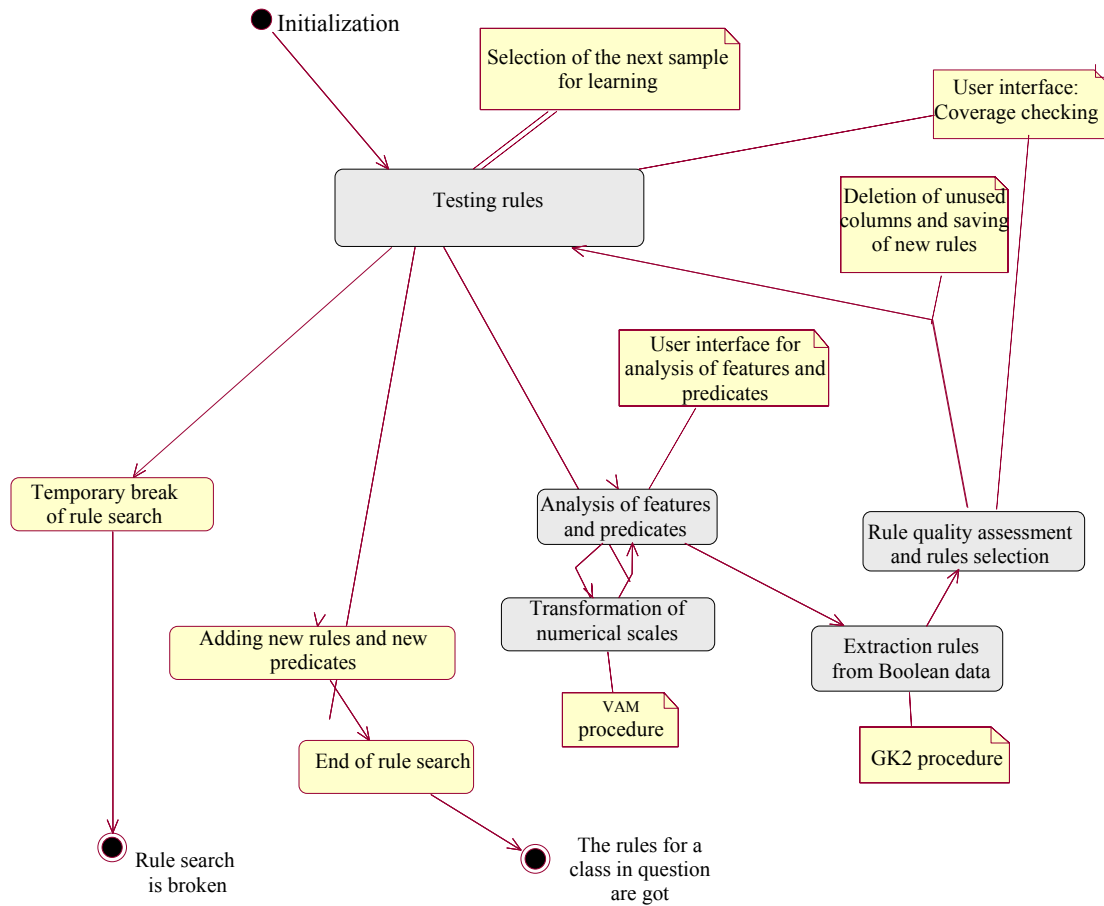 Initialization
Selection of the next sample
for learning
User interface:
Coverage checking
Testing rules
Deletion of unused
columns and saving
of new rules
User interface for
analysis of features and
predicates
Temporary break
of rule search
Analysis of features
and predicates
Rule quality assessment
and rules selection
Transformation of
numerical scales
Adding new rules and new
predicates
Extraction rules
from Boolean data
VAM
procedure
End of rule search
GK2 procedure
Rule search
is broken
The rules for a
class in question
are got